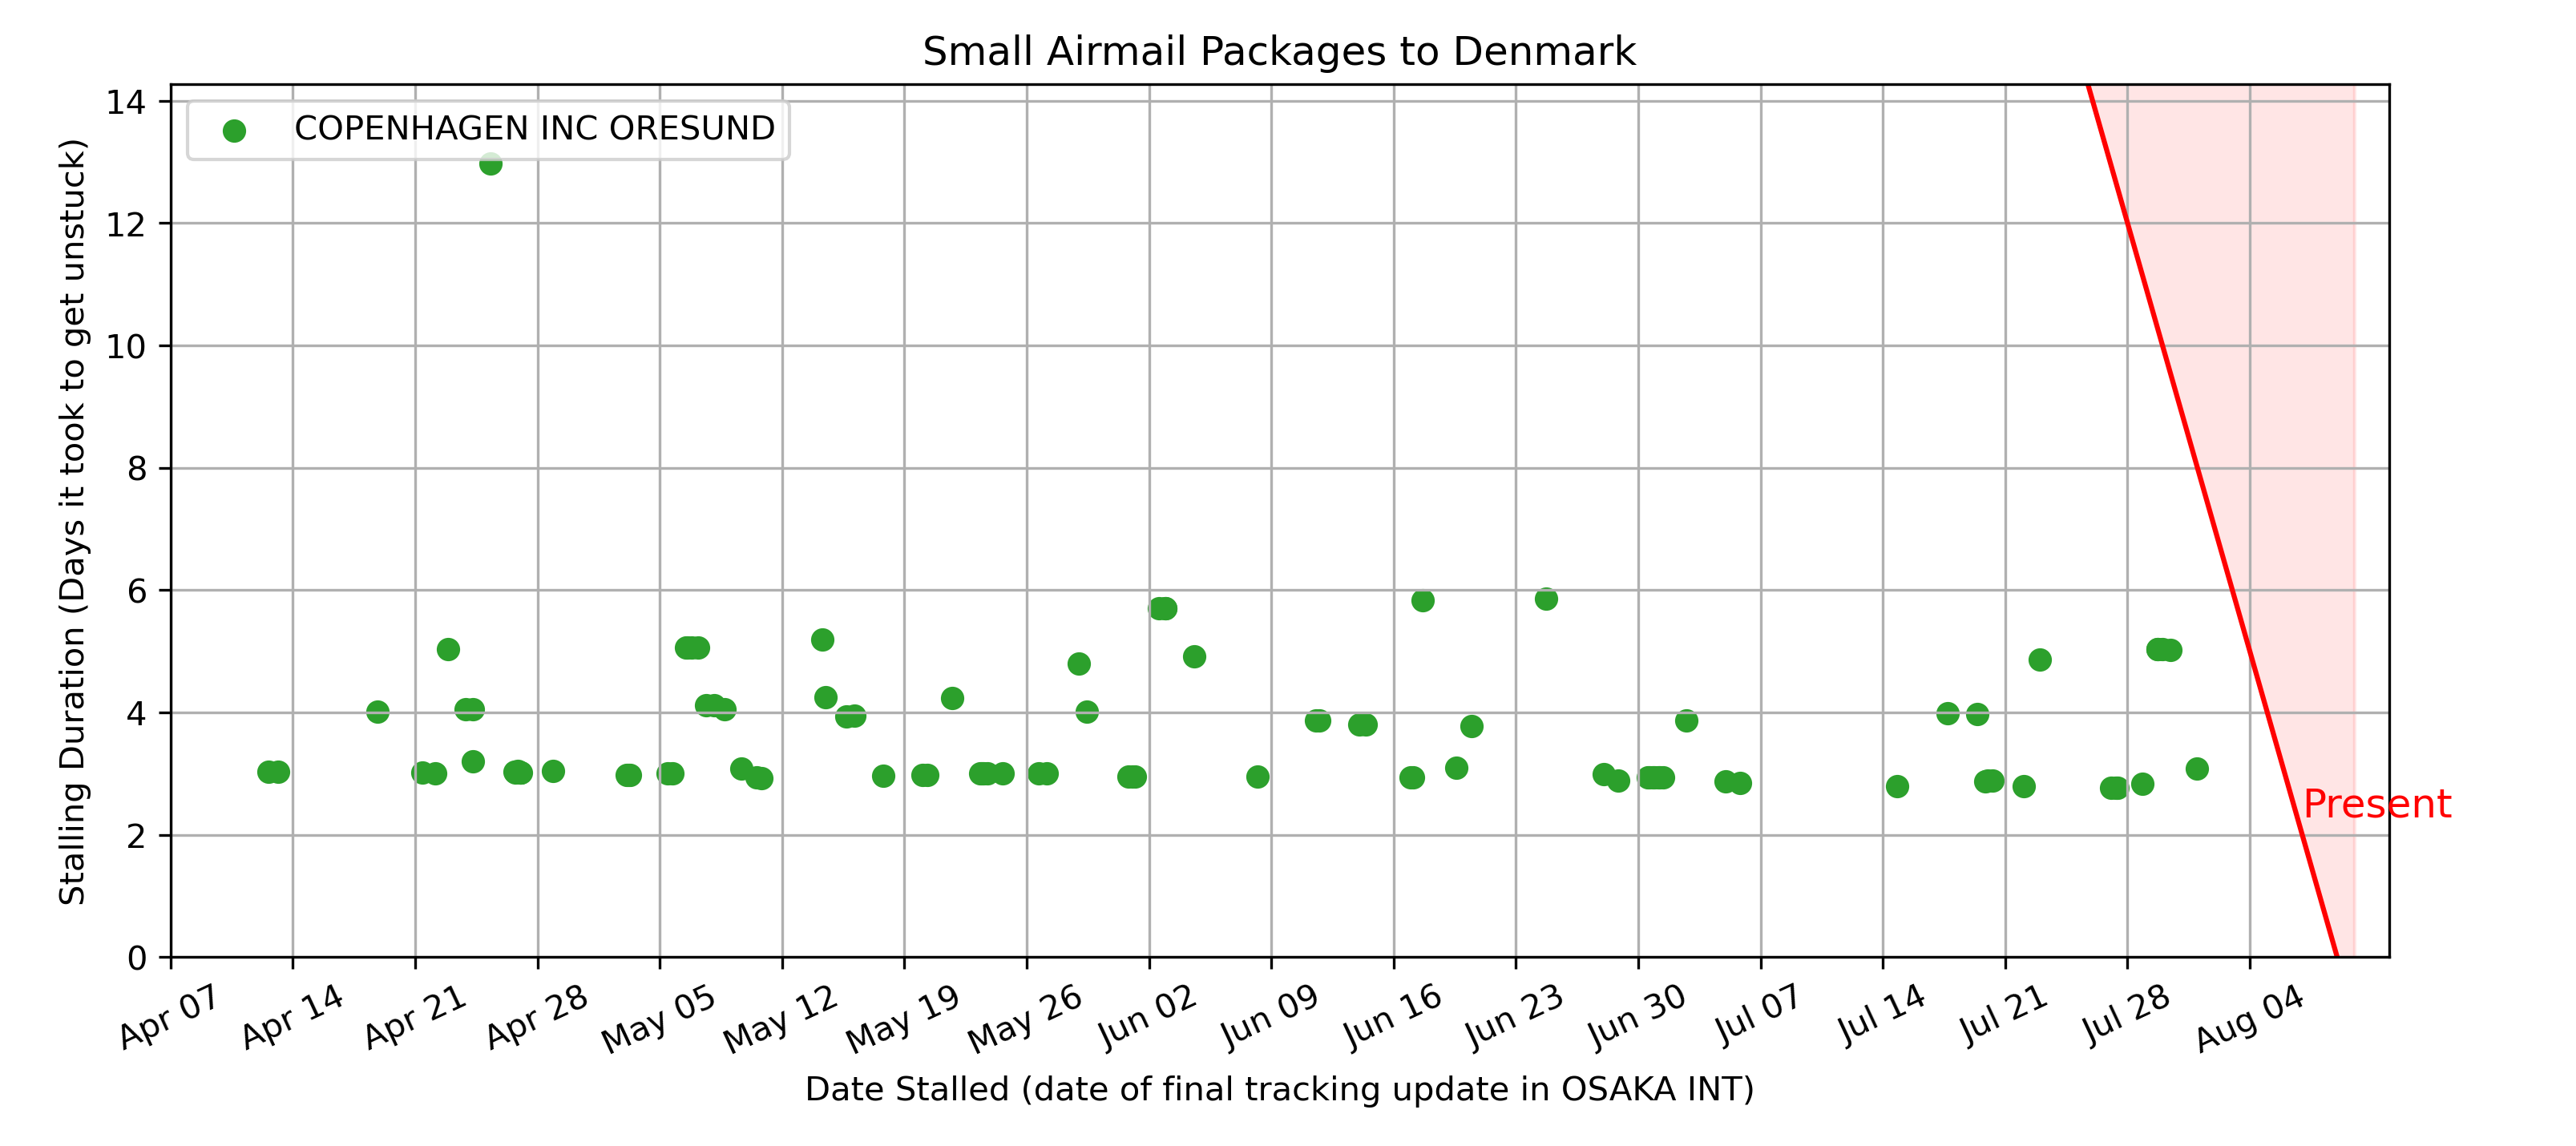 Small Airmail Packages to Denmark
COPENHAGEN INC ORESUND
Stalling Duration (Days it took to get unstuck)
14
12
10
8
6
4
2
0
Present
Apr 07
Apr 14
Apr 21
Apr 28
May 05
May 12
May 19
May 26
Jun 02
Jun 09
Jun 16
Jun 23
Jun 30
Jul 07
Jul 14
Jul 21
Jul 28
Aug 04
Date Stalled (date of final tracking update in OSAKA INT)